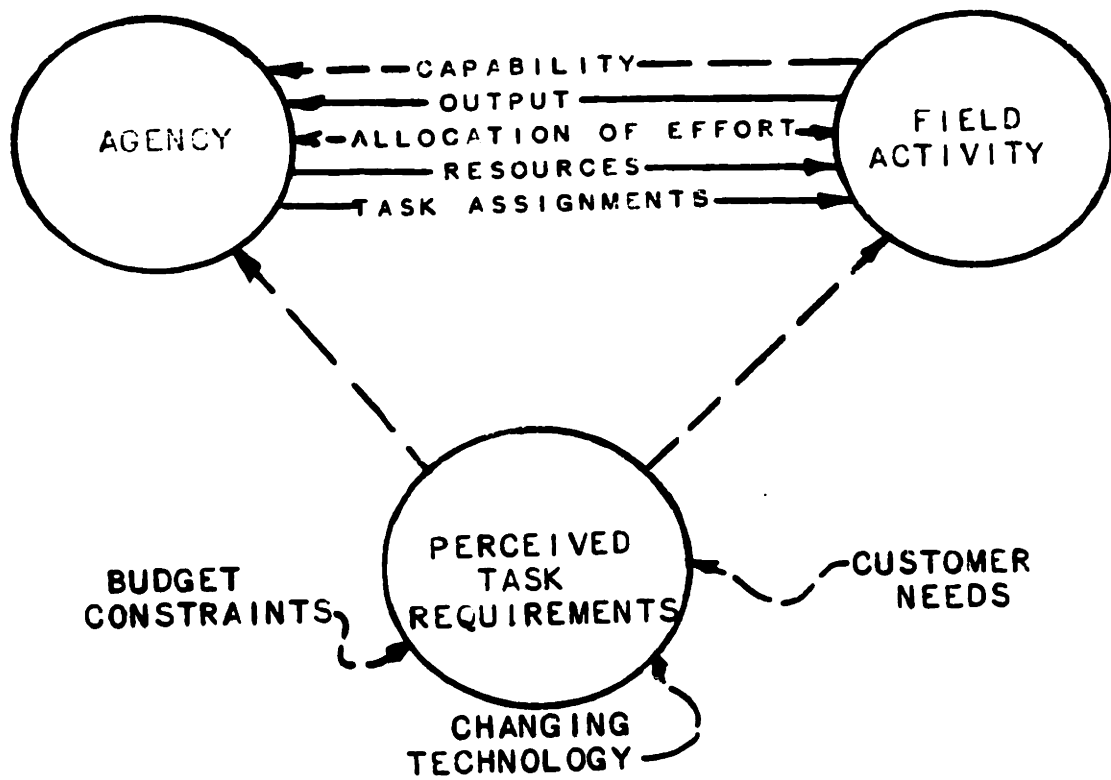 CAPABILITY
OUTPUT
ALLOCATION OF EFFORT
RESOURCES
TASK ASSIGNMENTS
AGENCY
FIELD
ACTIVITY
PERCEIVED
TASK
REQUIREMENTS
BUDGET
CONSTRAINTS
CUSTOMER
NEEDS
CHANGING
TECHNOLOGY